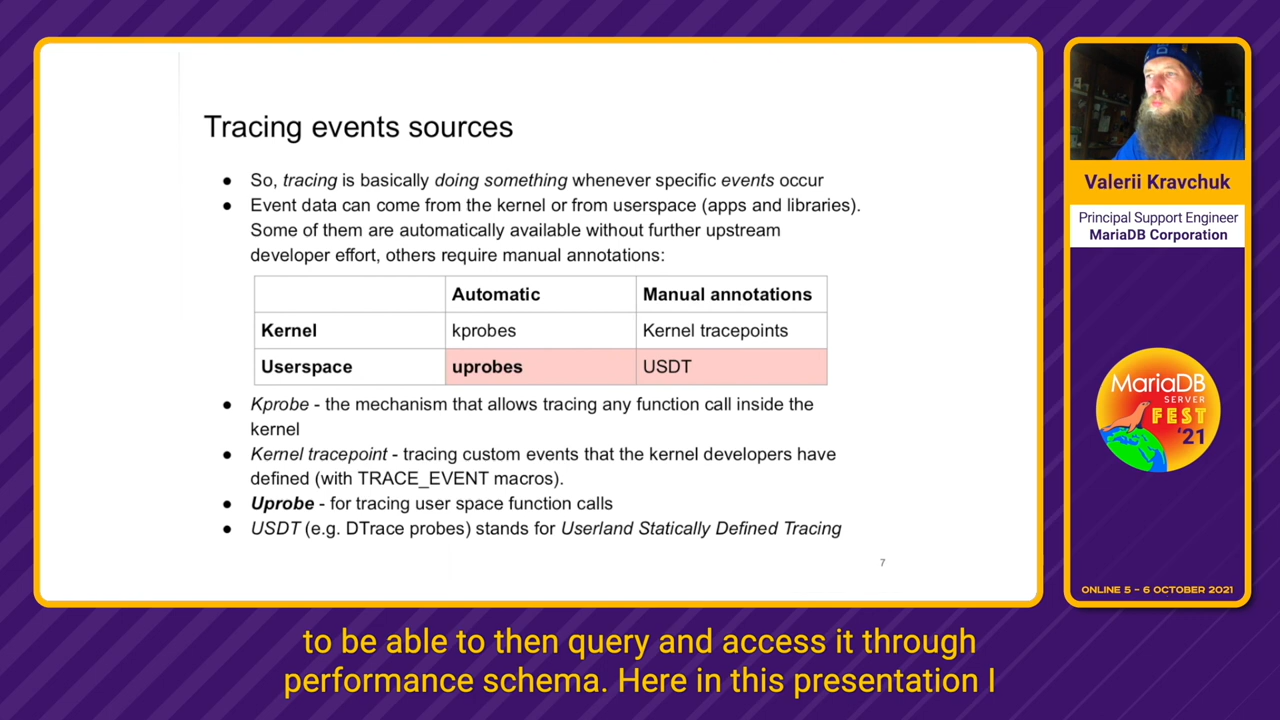 Tracing events sources
● So, tracing is basically doing something whenever specific events occur
● Event data can come from the kernel or from userspace (apps and libraries).
Some of them are automatically available without further upstream
developer effort, others require manual annotations:
Automatic Manual annotations
Kernel kprobes Kernel tracepoints
Userspace uprobes USDT
● Kprobe - the mechanism that allows tracing any function call inside the
kernel
● Kernel tracepoint - tracing custom events that the kernel developers have
defined (with TRACE_EVENT macros).
● Uprobe - for tracing user space function calls
● USDT (e.g. DTrace probes) stands for Userland Statically Defined Tracing
7
Valerii Kravchuk
Principal Support Engineer
MariaDB Corporation
MariaDB
SERVER
FEST
'21
ONLINE 5 – 6 OCTOBER 2021
to be able to then query and access it through
performance schema. Here in this presentation I